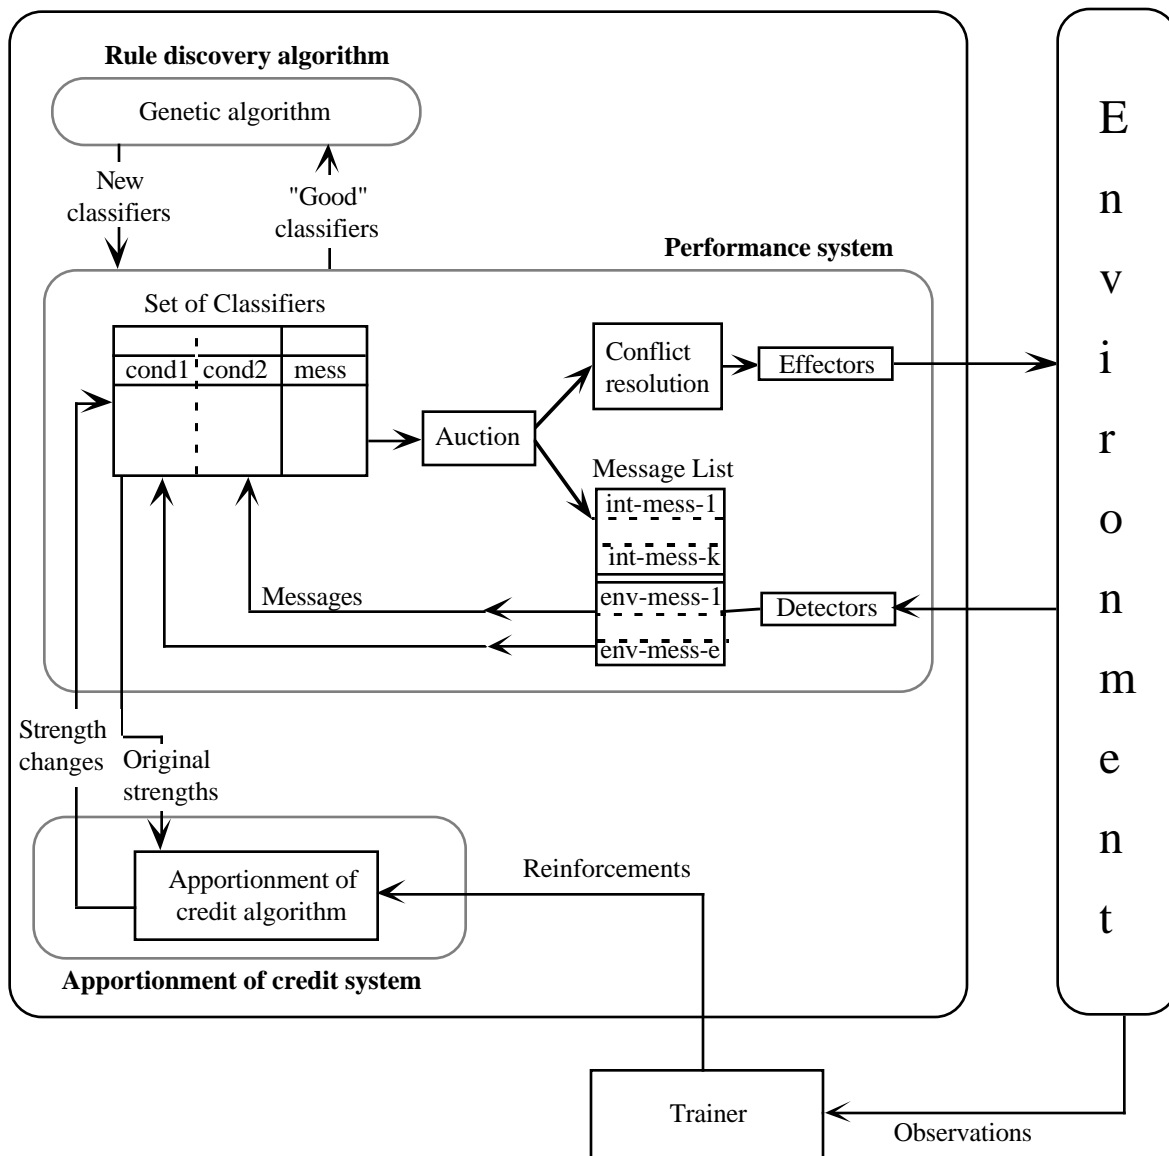 Rule discovery algorithm
Genetic algorithm
New
classifiers
"Good"
classifiers
Performance system
Set of Classifiers
cond1 cond2 mess
Auction
Conflict
resolution
Effectors
Message List
int-mess-1
int-mess-k
env-mess-1
env-mess-e
Detectors
Messages
Strength
changes
Original
strengths
Apportionment of
credit algorithm
Apportionment of credit system
Reinforcements
Trainer
Observations
E
n
v
i
r
o
n
m
e
n
t